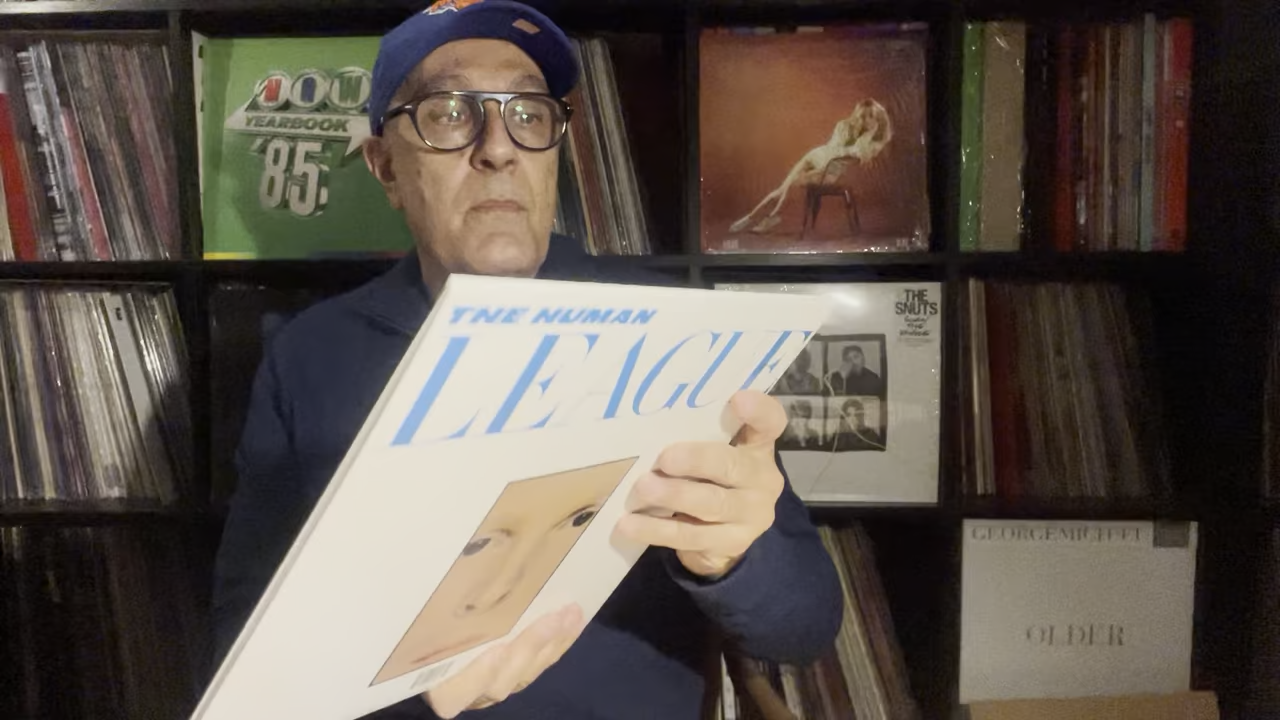 NOW
YEARBOOK
'85
THE HUMAN
LEAGUE
THE
SNUTS
GEORGE MICHAEL
OLDER